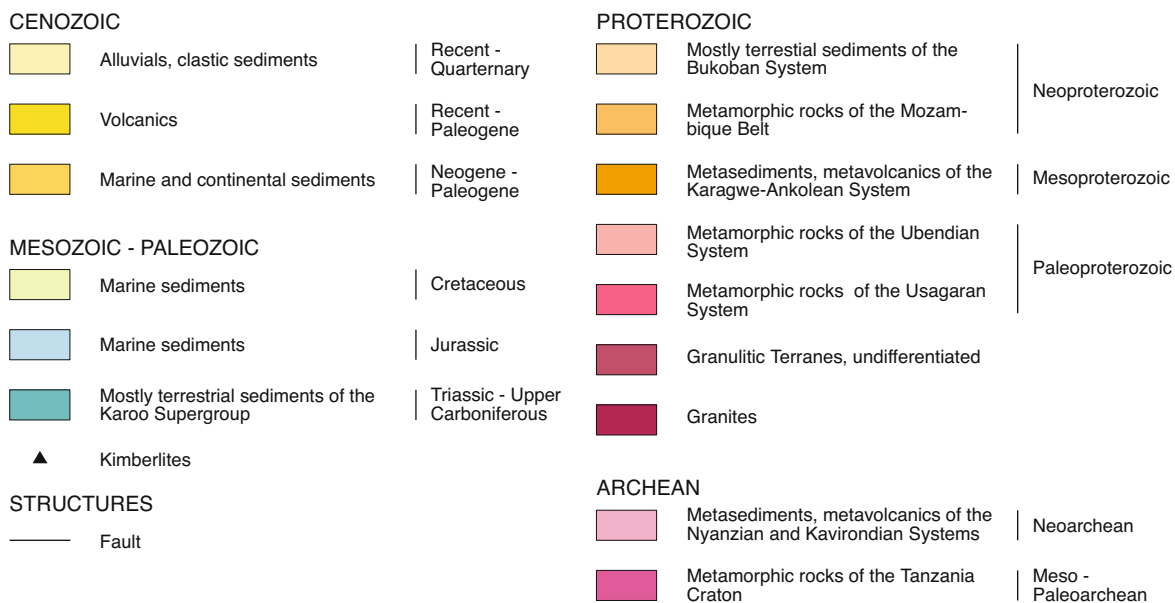 CENOZOIC
Alluvials, clastic sediments
Recent -
Quarternary
Volcanics
Recent -
Paleogene
Marine and continental sediments
Neogene -
Paleogene
MESOZOIC - PALEOZOIC
Marine sediments
Cretaceous
Marine sediments
Jurassic
Mostly terrestrial sediments of the
Karoo Supergroup
Triassic - Upper
Carboniferous
Kimberlites
STRUCTURES
Fault
PROTEROZOIC
Mostly terrestial sediments of the
Bukoban System
Metamorphic rocks of the Mozam-
bique Belt
Neoproterozoic
Metasediments, metavolcanics of the
Karagwe-Ankolean System
Mesoproterozoic
Metamorphic rocks of the Ubendian
System
Metamorphic rocks of the Usagaran
System
Paleoproterozoic
Granulitic Terranes, undifferentiated
Granites
ARCHEAN
Metasediments, metavolcanics of the
Nyanzian and Kavirondian Systems
Neoarchean
Metamorphic rocks of the Tanzania
Craton
Meso -
Paleoarchean